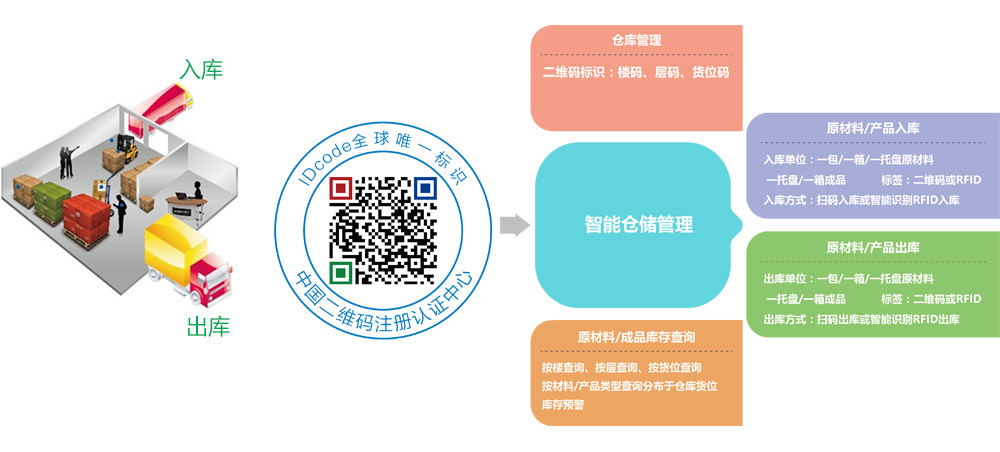 入库
出库
IDcode全球唯一标识
中国二维码注册认证中心
仓库管理
二维码标识：楼码、层码、货位码
智能仓储管理
原材料/产品入库
入库单位：一包/一箱/一托盘原材料
一托盘/一箱成品 标签：二维码或RFID
入库方式：扫码入库或智能识别RFID入库
原材料/产品出库
出库单位：一包/一箱/一托盘原材料
一托盘/一箱成品 标签：二维码或RFID
出库方式：扫码出库或智能识别RFID出库
原材料/成品库存查询
按楼查询、按层查询、按货位查询
按材料/产品类型查询分布于仓库货位
库存预警